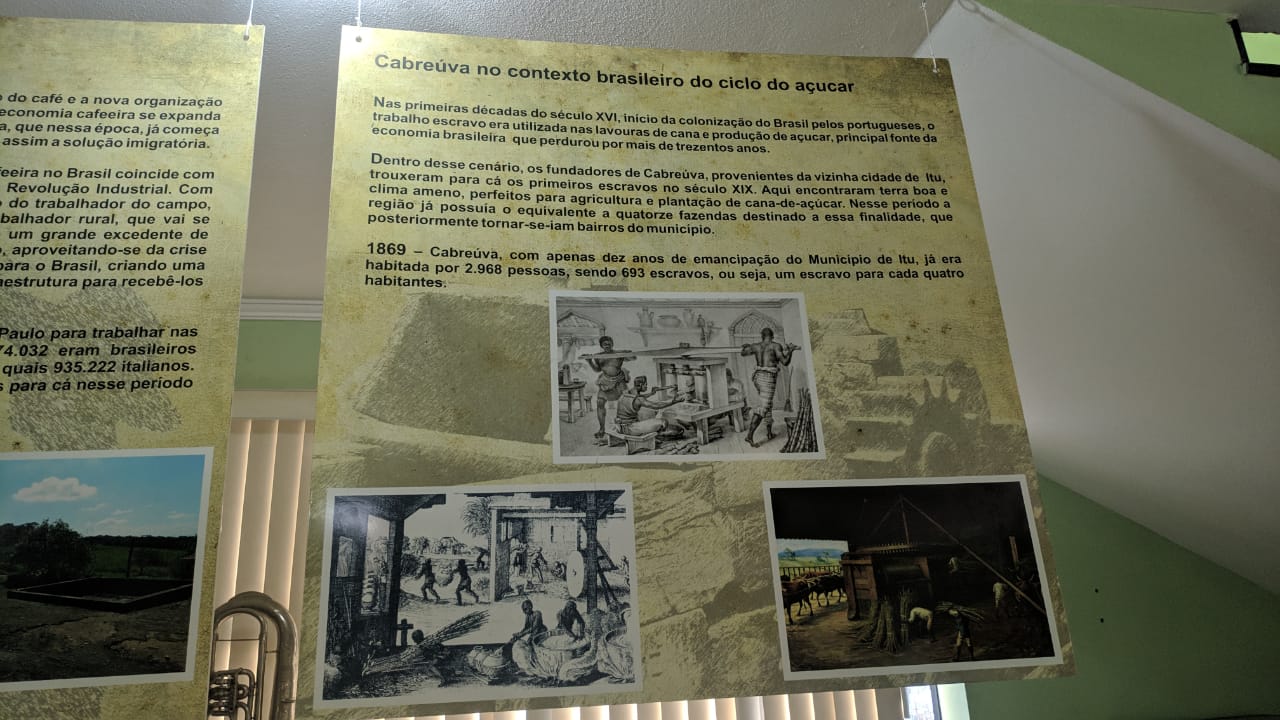 o do café e a nova organização
economia cafeeira se expanda
a, que nessa época, já começa
assim a solução imigratória.
feeira no Brasil coincide com
Revolução Industrial. Com
o do trabalhador do campo,
balhador rural, que vai se
um grande excedente de
o, aproveitando-se da crise
para o Brasil, criando uma
aestrutura para recebê-los
Paulo para trabalhar nas
74.032 eram brasileiros
quais 935.222 italianos.
s para cá nesse período
Cabreúva no contexto brasileiro do ciclo do açucar
Nas primeiras décadas do século XVI, início da colonização do Brasil pelos portugueses, o
trabalho escravo era utilizada nas lavouras de cana e produção de açucar, principal fonte da
economia brasileira que perdurou por mais de trezentos anos.
Dentro desse cenário, os fundadores de Cabreúva, provenientes da vizinha cidade de Itu,
trouxeram para cá os primeiros escravos no século XIX. Aqui encontraram terra boa e
clima ameno, perfeitos para agricultura e plantação de cana-de-açúcar. Nesse período a
região já possuia o equivalente a quatorze fazendas destinado a essa finalidade, que
posteriormente tornar-se-iam bairros do município.
1869 – Cabreúva, com apenas dez anos de emancipação do Município de Itu, já era
habitada por 2.968 pessoas, sendo 693 escravos, ou seja, um escravo para cada quatro
habitantes.